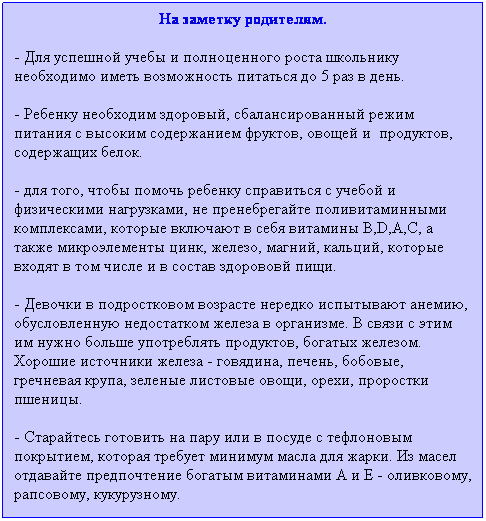 На заметку родителям.
- Для успешной учебы и полноценного роста школьнику
необходимо иметь возможность питаться до 5 раз в день.
- Ребенку необходим здоровый, сбалансированный режим
питания с высоким содержанием фруктов, овощей и продуктов,
содержащих белок.
- для того, чтобы помочь ребенку справиться с учебой и
физическими нагрузками, не пренебрегайте поливитаминными
комплексами, которые включают в себя витамины B,D,A,C, а
также микроэлементы цинк, железо, магний, кальций, которые
входят в том числе и в состав здорововй пищи.
- Девочки в подростковом возрасте нередко испытывают анемию,
обусловленную недостатком железа в организме. В связи с этим
им нужно больше употреблять продуктов, богатых железом.
Хорошие источники железа - говядина, печень, бобовые,
гречневая крупа, зеленые листовые овощи, орехи, проростки
пшеницы.
- Старайтесь готовить на пару или в посуде с тефлоновым
покрытием, которая требует минимум масла для жарки. Из масел
отдавайте предпочтение богатым витаминами А и Е - оливковому,
рапсовому, кукурузному.